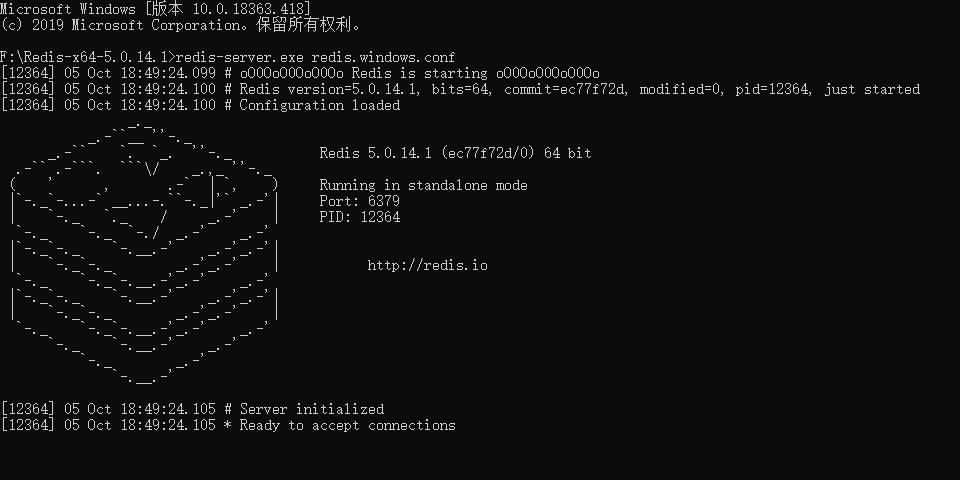 Microsoft Windows [版本 10.0.18363.418]
(c) 2019 Microsoft Corporation。保留所有权利。
F:\Redis-x64-5.0.14.1>redis-server.exe redis.windows.conf
[12364] 05 Oct 18:49:24.099 # oO0OoO0OoO0Oo Redis is starting oO0OoO0OoO0Oo
[12364] 05 Oct 18:49:24.100 # Redis version=5.0.14.1, bits=64, commit=ec77f72d, modified=0, pid=12364, just started
[12364] 05 Oct 18:49:24.100 # Configuration loaded
Redis 5.0.14.1 (ec77f72d/0) 64 bit
Running in standalone mode
Port: 6379
PID: 12364
http://redis.io
[12364] 05 Oct 18:49:24.105 # Server initialized
[12364] 05 Oct 18:49:24.105 * Ready to accept connections